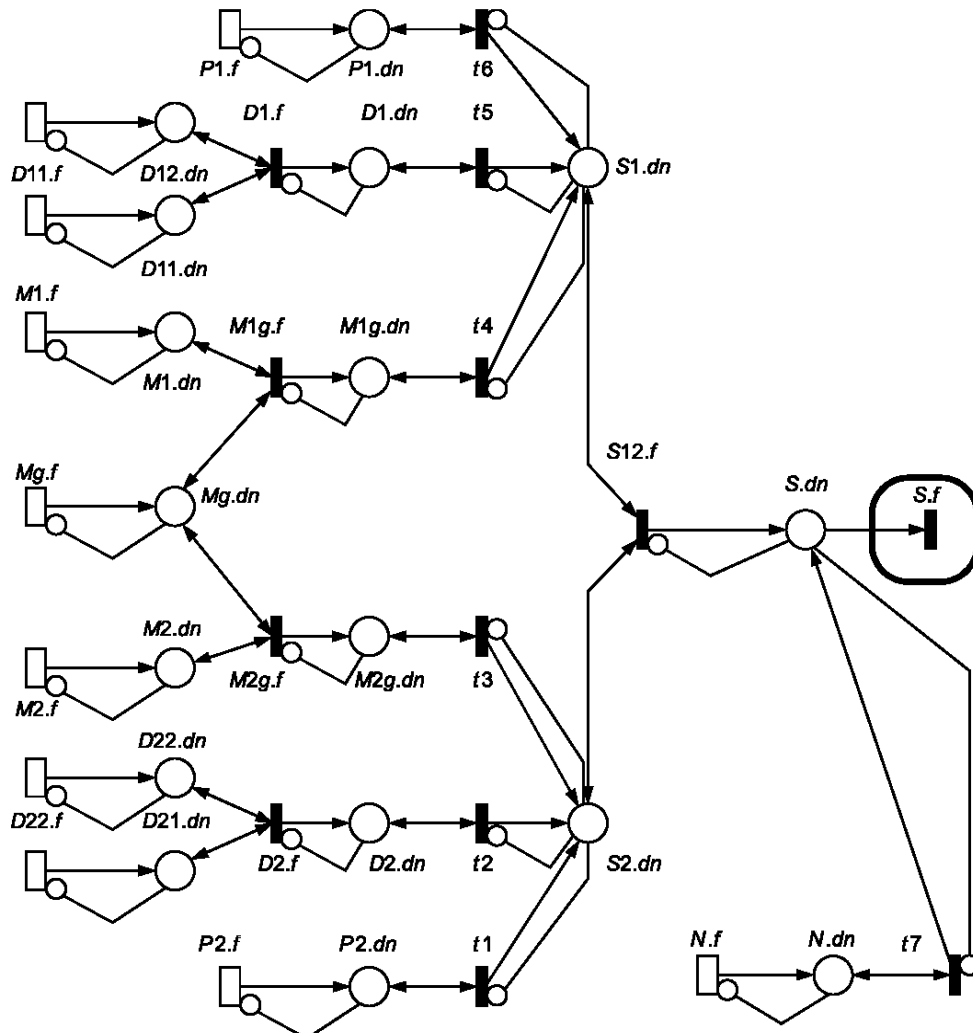 P1.f P1.dn t6
D1.f D1.dn t5
D11.f D12.dn S1.dn
D11.dn
M1.f M1g.f M1g.dn t4
M1.dn
S12.f
Mg.f Mg.dn S.dn S.f
M2.dn
M2.f M2g.f M2g.dn t3
D22.dn
D22.f D21.dn
D2.f D2.dn t2 S2.dn
P2.f P2.dn t1 N.f N.dn t7